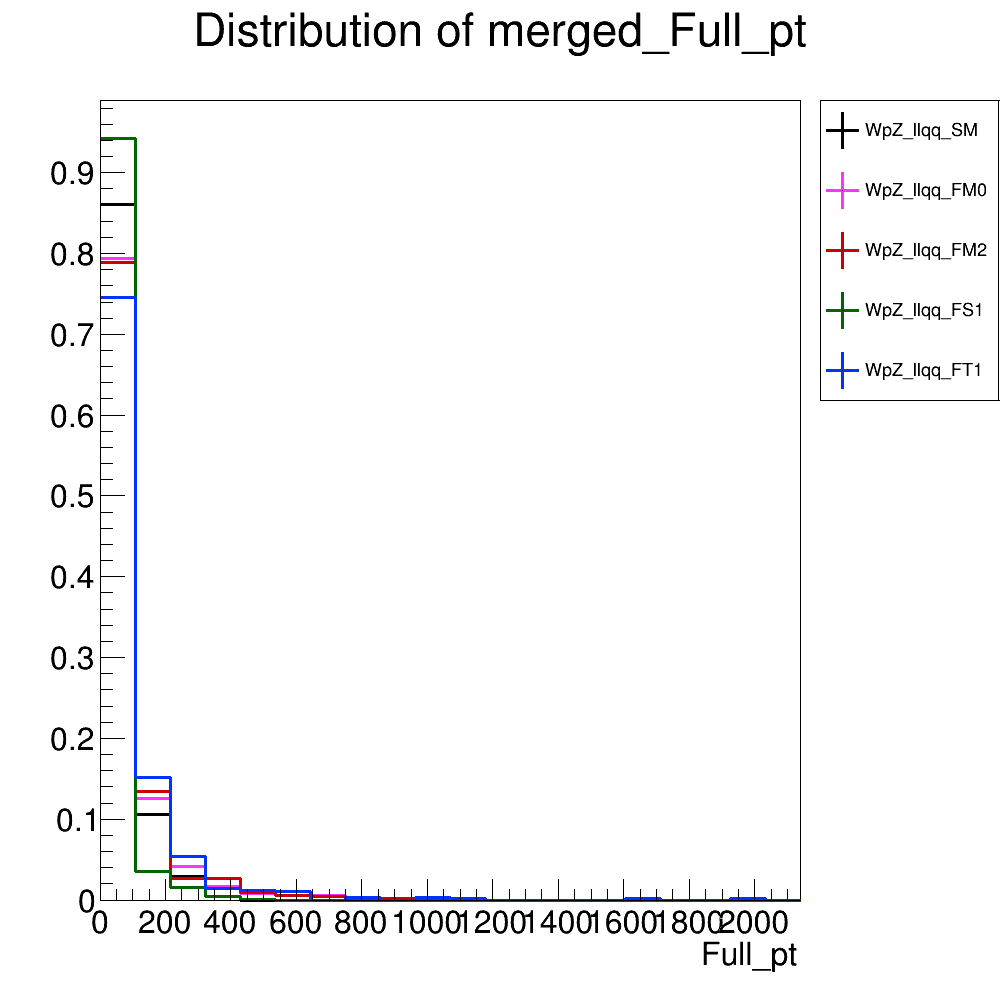 Distribution of merged_Full_pt
WpZ_llqq_SM
WpZ_llqq_FM0
WpZ_llqq_FM2
WpZ_llqq_FS1
WpZ_llqq_FT1
0.9
0.8
0.7
0.6
0.5
0.4
0.3
0.2
0.1
0
0 200 400 600 800 1000 1200 1400 1600 1800 2000
Full_pt